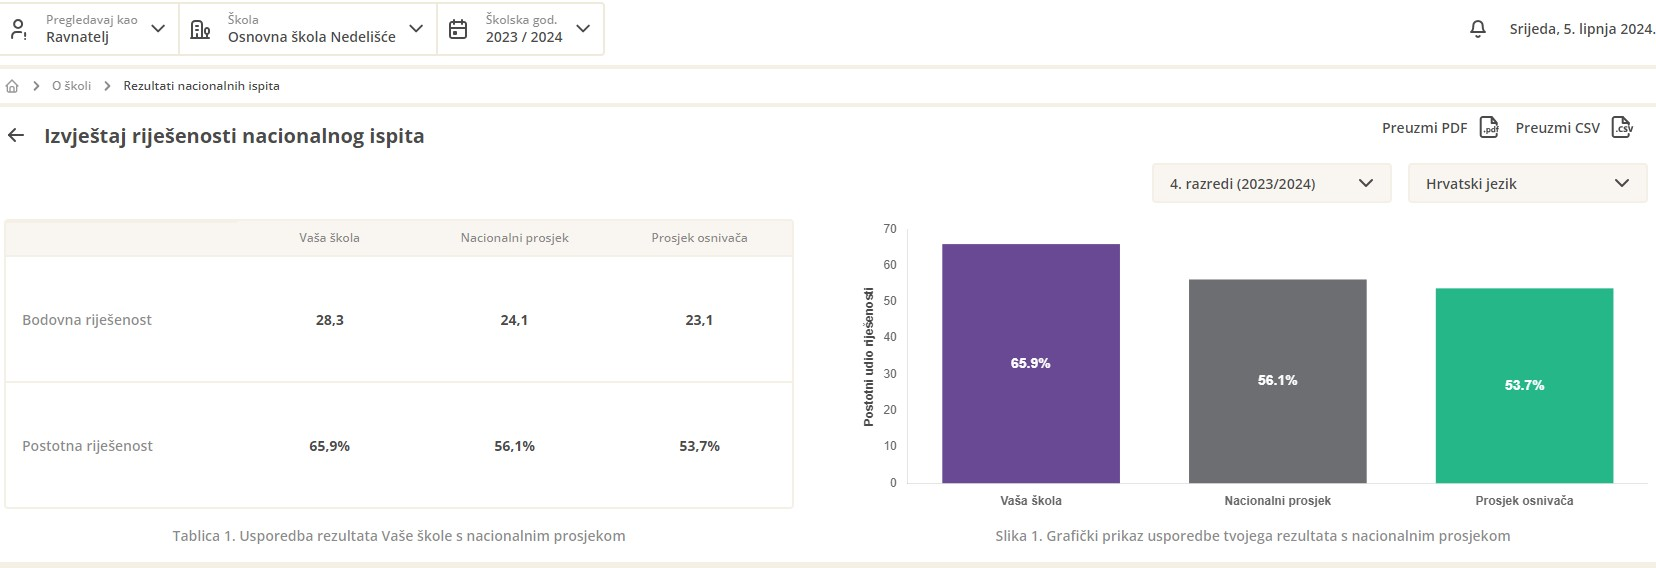 Pregledavaj kao
Ravnatelj
Škola
Osnovna škola Nedelišće
Školska god.
2023 / 2024
Srijeda, 5. lipnja 2024.
O školi
Rezultati nacionalnih ispita
Izvještaj riješenosti nacionalnog ispita
Preuzmi PDF
.pdf
Preuzmi CSV
.csv
4. razredi (2023/2024)
Hrvatski jezik
Vaša škola Nacionalni prosjek Prosjek osnivača
Bodovna riješenost 28,3 24,1 23,1
Postotna riješenost 65,9% 56,1% 53,7%
Tablica 1. Usporedba rezultata Vaše škole s nacionalnim prosjekom
Postotni udio riješenosti
70
60
50
40
30
20
10
0
65.9%
56.1%
53.7%
Vaša škola Nacionalni prosjek Prosjek osnivača
Slika 1. Grafički prikaz usporedbe tvojega rezultata s nacionalnim prosjekom